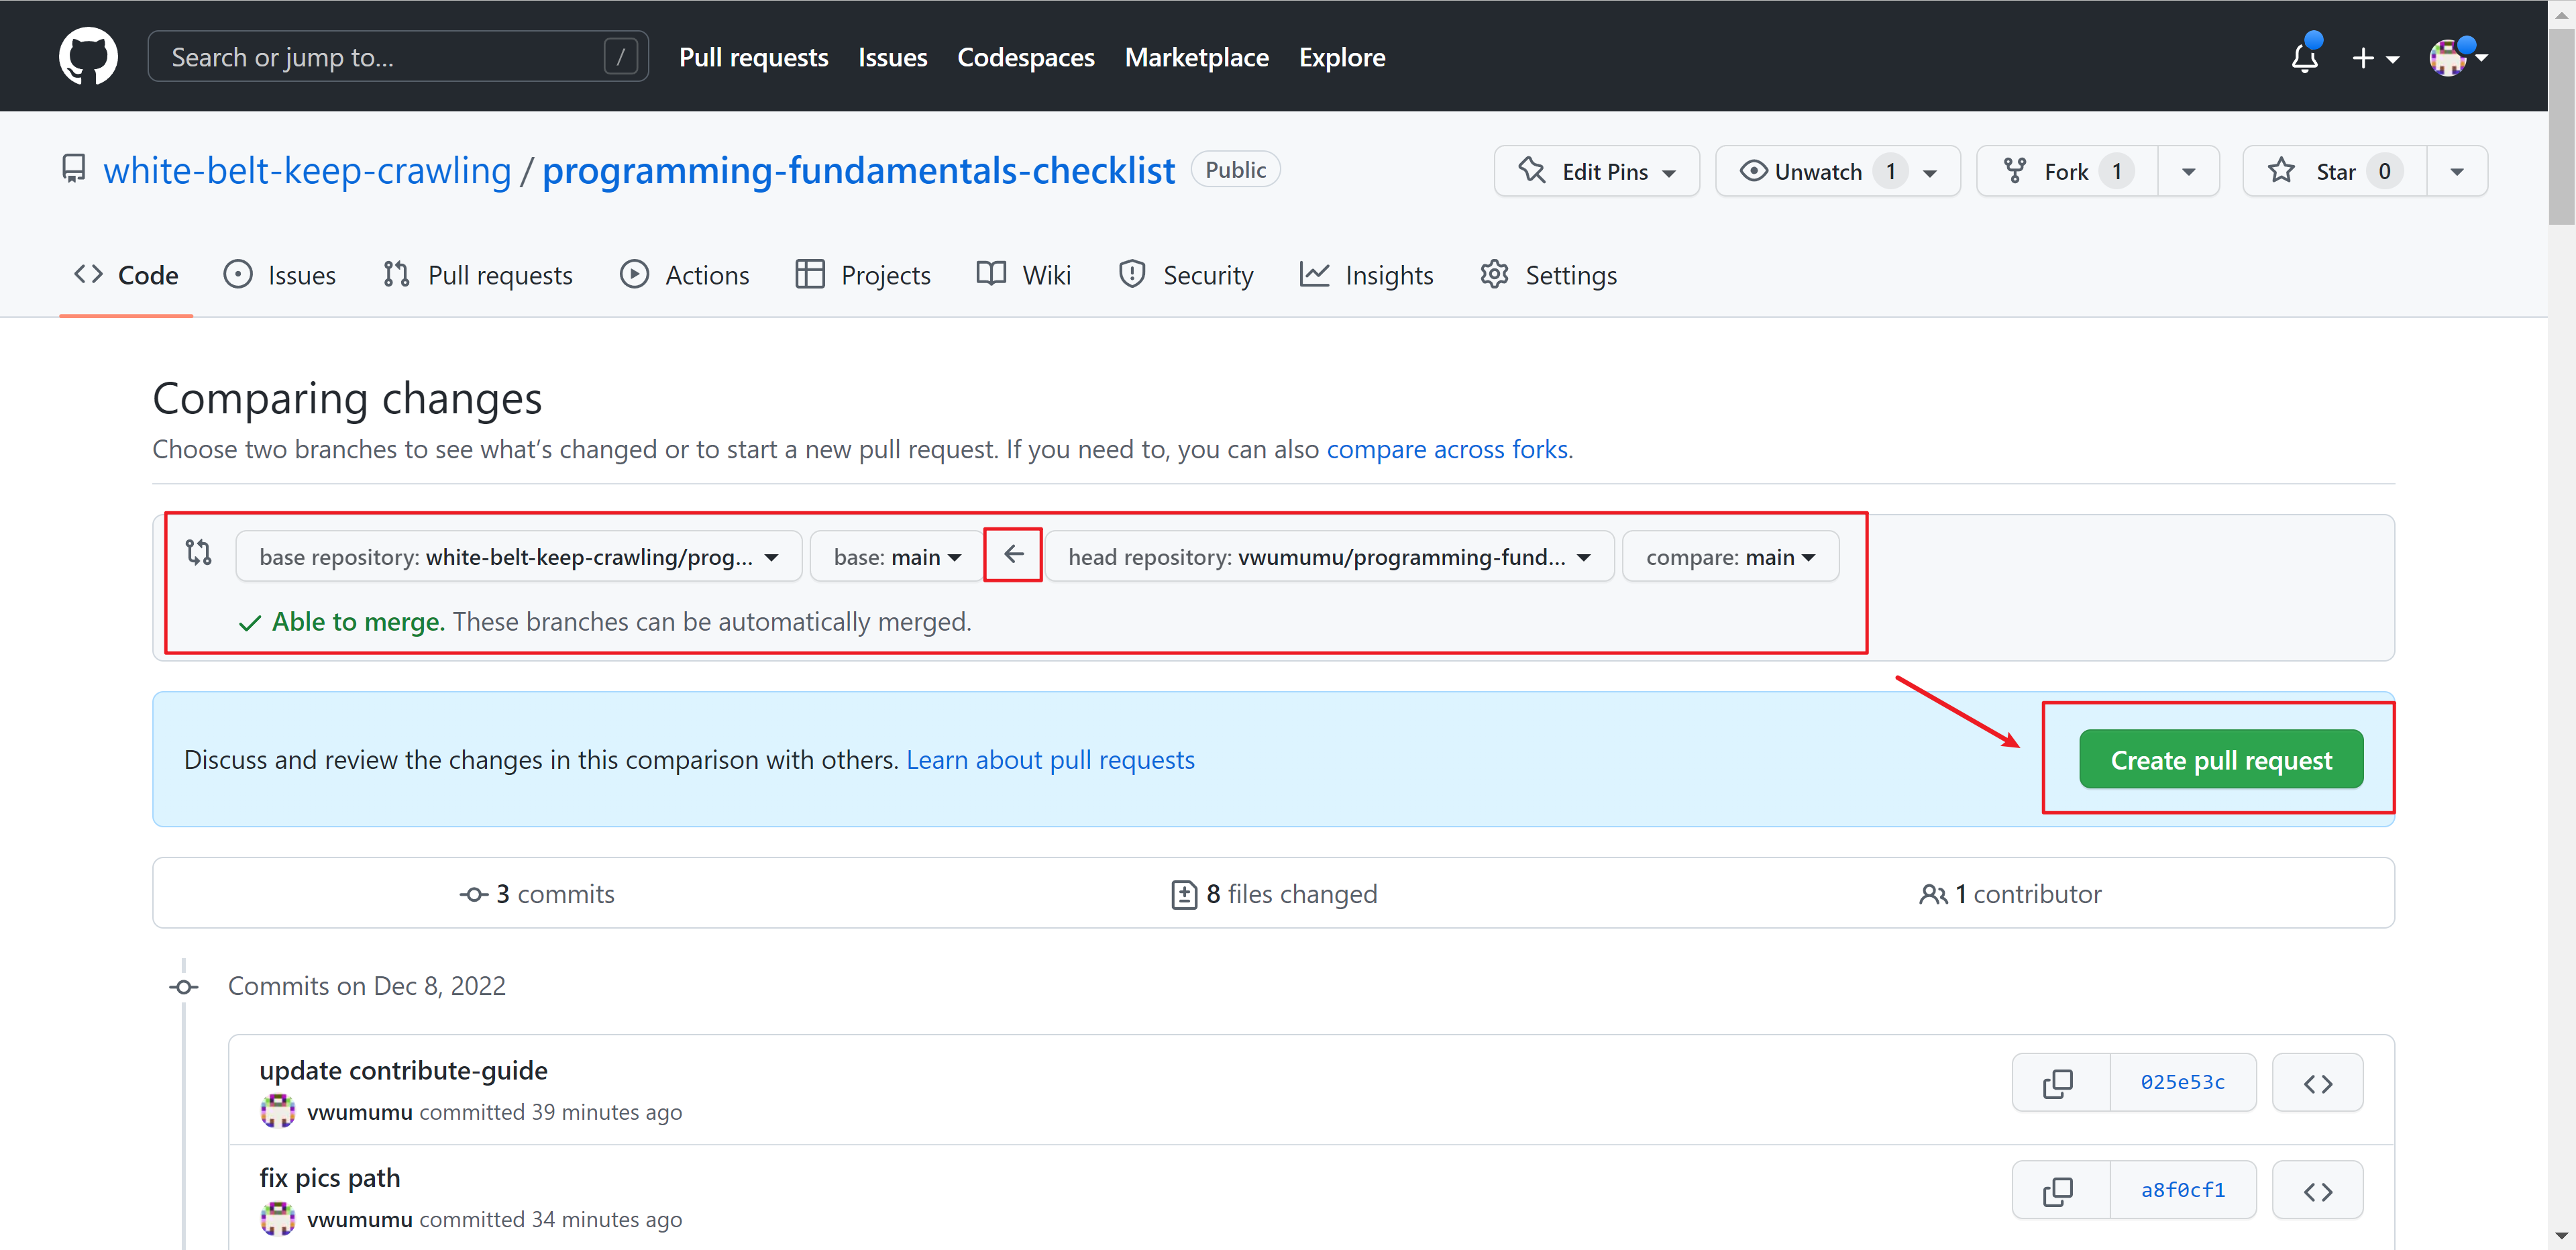 Search or jump to... / Pull requests Issues Codespaces Marketplace Explore
white-belt-keep-crawling / programming-fundamentals-checklist Public Edit Pins Unwatch 1 Fork 1 Star 0
Code Issues Pull requests Actions Projects Wiki Security Insights Settings
Comparing changes
Choose two branches to see what’s changed or to start a new pull request. If you need to, you can also compare across forks.
base repository: white-belt-keep-crawling/prog... base: main head repository: vwumumu/programming-fund... compare: main
Able to merge. These branches can be automatically merged.
Discuss and review the changes in this comparison with others. Learn about pull requests Create pull request
3 commits 8 files changed 1 contributor
Commits on Dec 8, 2022
update contribute-guide
vwumumu committed 39 minutes ago 025e53c
fix pics path
vwumumu committed 34 minutes ago a8f0cf1